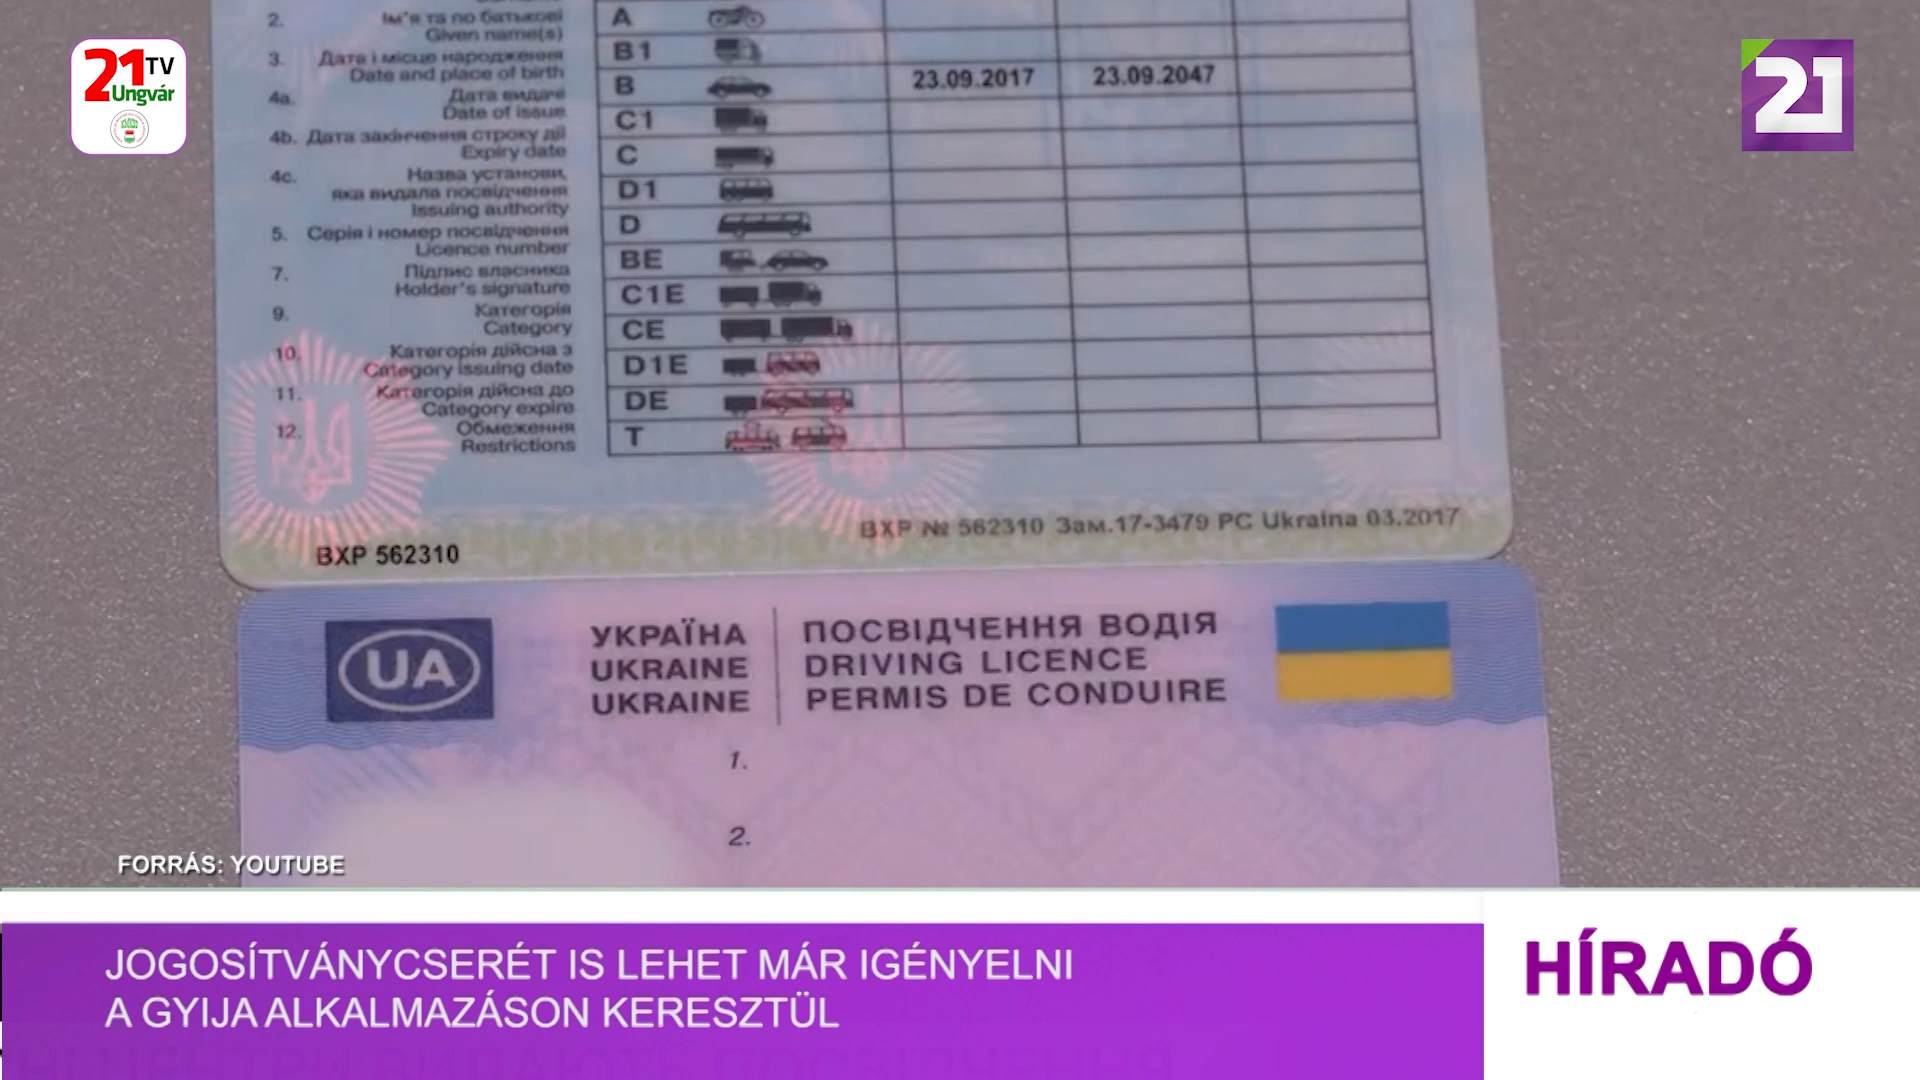 21 TV
Ungvár
21
2. Ім'я та по батькові
Given name(s)
3. Дата і місце народження
Date and place of birth
4a. Дата видачі
Date of issue
4b. Дата закінчення строку дії
Expiry date
4c. Назва установи,
яка видала посвідчення
Issuing authority
5. Серія і номер посвідчення
Licence number
7. Підпис власника
Holder's signature
9. Категорія
Category
10. Категорія дійсна з
Category issuing date
11. Категорія дійсна до
Category expire
12. Обмеження
Restrictions
A
B1
B 23.09.2017 23.09.2047
C1
C
D1
D
BE
C1E
CE
D1E
DE
T
BXP № 562310 Зам.17-3479 PC Ukraina 03.2017
BXP 562310
UA
УКРАЇНА
UKRAINE
UKRAINE
ПОСВІДЧЕННЯ ВОДІЯ
DRIVING LICENCE
PERMIS DE CONDUIRE
1.
2.
FORRÁS: YOUTUBE
JOGOSÍTVÁNYCSERÉT IS LEHET MÁR IGÉNYELNI
A GYIJA ALKALMAZÁSON KERESZTÜL
HÍRADÓ